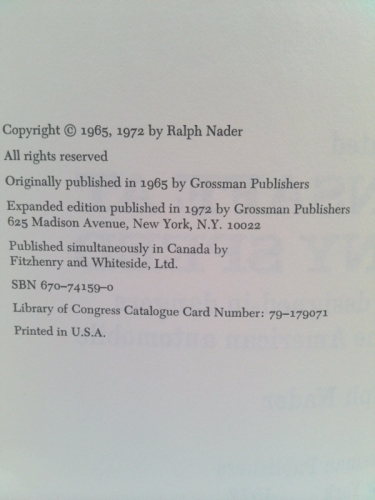 Copyright © 1965, 1972 by Ralph Nader
All rights reserved
Originally published in 1965 by Grossman Publishers
Expanded edition published in 1972 by Grossman Publishers
625 Madison Avenue, New York, N.Y. 10022
Published simultaneously in Canada by
Fitzhenry and Whiteside, Ltd.
SBN 670–74159–0
Library of Congress Catalogue Card Number: 79–179071
Printed in U.S.A.